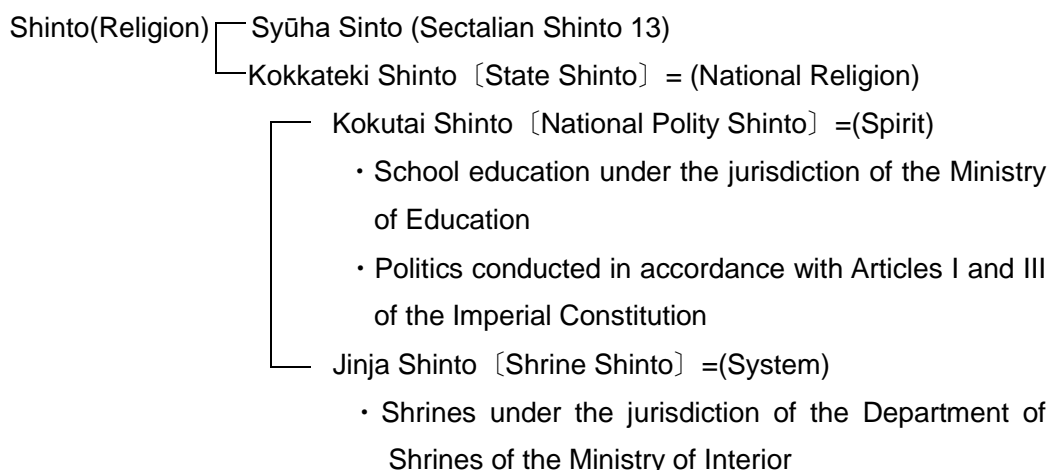 Shinto(Religion) Syūha Sinto (Sectalian Shinto 13)
Kokkateki Shinto〔State Shinto〕= (National Religion)
Kokutai Shinto〔National Polity Shinto〕=(Spirit)
・School education under the jurisdiction of the Ministry
of Education
・Politics conducted in accordance with Articles I and III
of the Imperial Constitution
Jinja Shinto〔Shrine Shinto〕=(System)
・Shrines under the jurisdiction of the Department of
Shrines of the Ministry of Interior